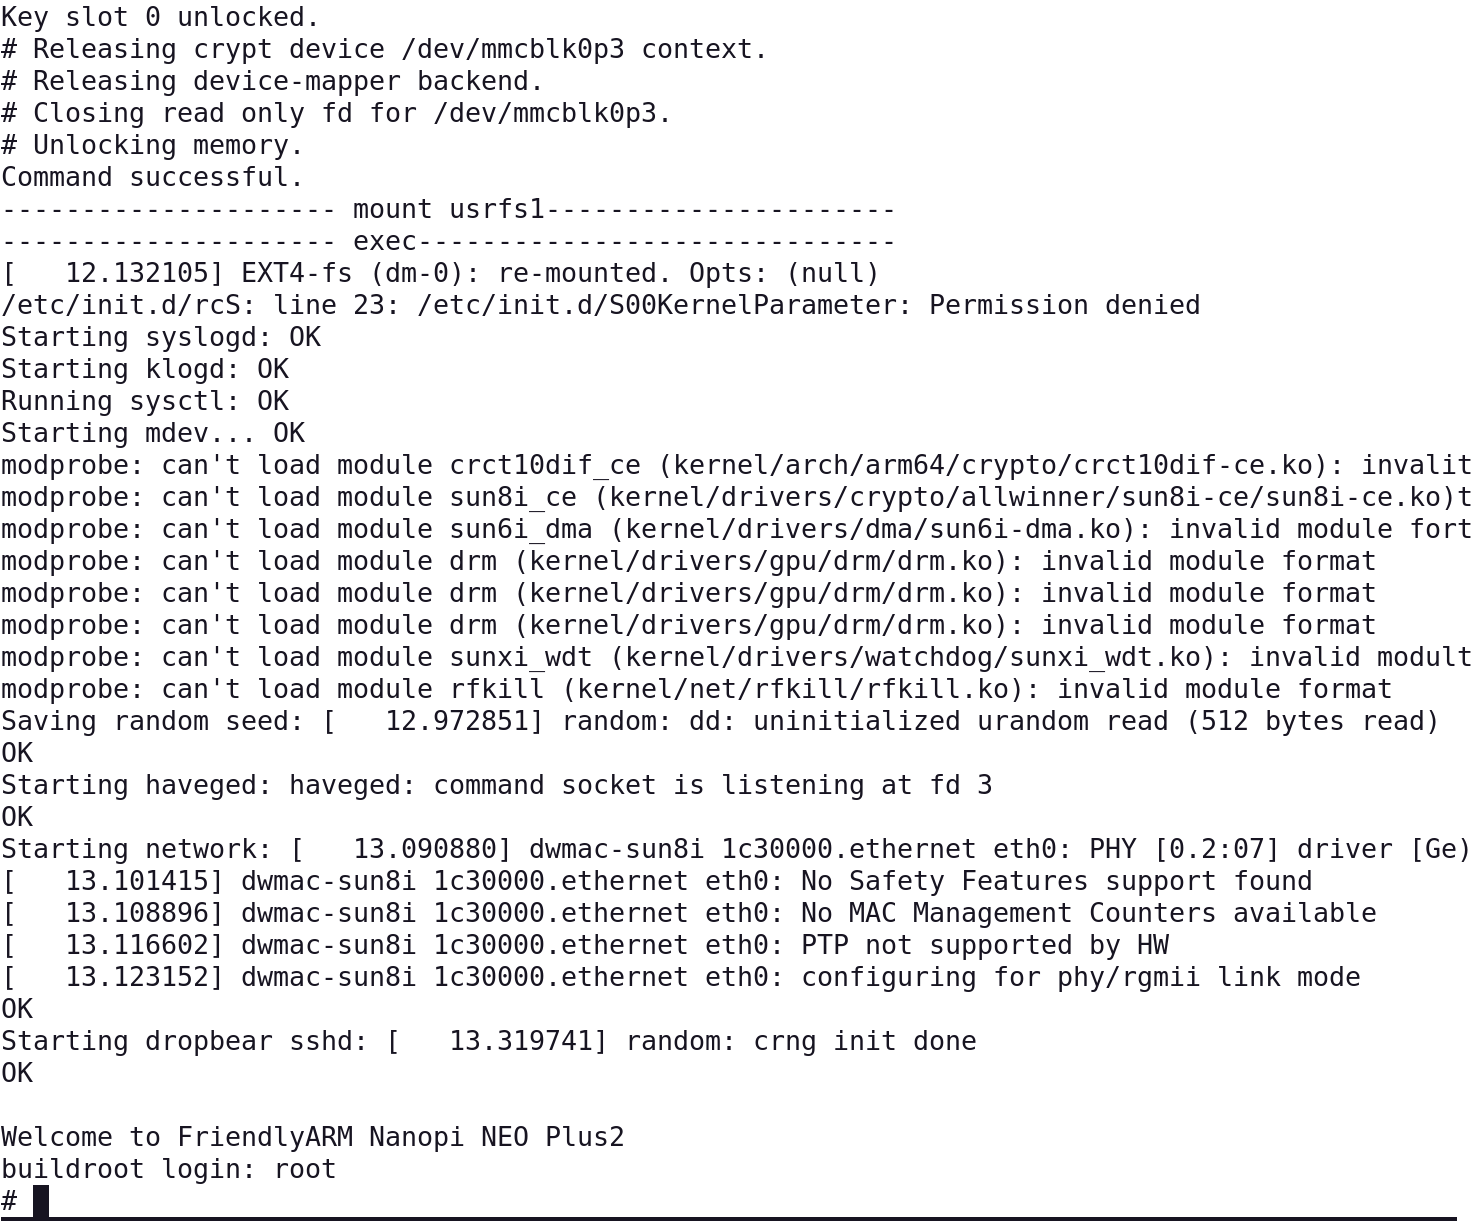 Key slot 0 unlocked.
# Releasing crypt device /dev/mmcblk0p3 context.
# Releasing device-mapper backend.
# Closing read only fd for /dev/mmcblk0p3.
# Unlocking memory.
Command successful.
--------------------- mount usrfs1----------------------
--------------------- exec------------------------------
[   12.132105] EXT4-fs (dm-0): re-mounted. Opts: (null)
/etc/init.d/rcS: line 23: /etc/init.d/S00KernelParameter: Permission denied
Starting syslogd: OK
Starting klogd: OK
Running sysctl: OK
Starting mdev... OK
modprobe: can't load module crct10dif_ce (kernel/arch/arm64/crypto/crct10dif-ce.ko): invalit
modprobe: can't load module sun8i_ce (kernel/drivers/crypto/allwinner/sun8i-ce/sun8i-ce.ko)t
modprobe: can't load module sun6i_dma (kernel/drivers/dma/sun6i-dma.ko): invalid module fort
modprobe: can't load module drm (kernel/drivers/gpu/drm/drm.ko): invalid module format
modprobe: can't load module drm (kernel/drivers/gpu/drm/drm.ko): invalid module format
modprobe: can't load module drm (kernel/drivers/gpu/drm/drm.ko): invalid module format
modprobe: can't load module sunxi_wdt (kernel/drivers/watchdog/sunxi_wdt.ko): invalid modult
modprobe: can't load module rfkill (kernel/net/rfkill/rfkill.ko): invalid module format
Saving random seed: [   12.972851] random: dd: uninitialized urandom read (512 bytes read)
OK
Starting haveged: haveged: command socket is listening at fd 3
OK
Starting network: [   13.090880] dwmac-sun8i 1c30000.ethernet eth0: PHY [0.2:07] driver [Ge)
[   13.101415] dwmac-sun8i 1c30000.ethernet eth0: No Safety Features support found
[   13.108896] dwmac-sun8i 1c30000.ethernet eth0: No MAC Management Counters available
[   13.116602] dwmac-sun8i 1c30000.ethernet eth0: PTP not supported by HW
[   13.123152] dwmac-sun8i 1c30000.ethernet eth0: configuring for phy/rgmii link mode
OK
Starting dropbear sshd: [   13.319741] random: crng init done
OK

Welcome to FriendlyARM Nanopi NEO Plus2
buildroot login: root
#